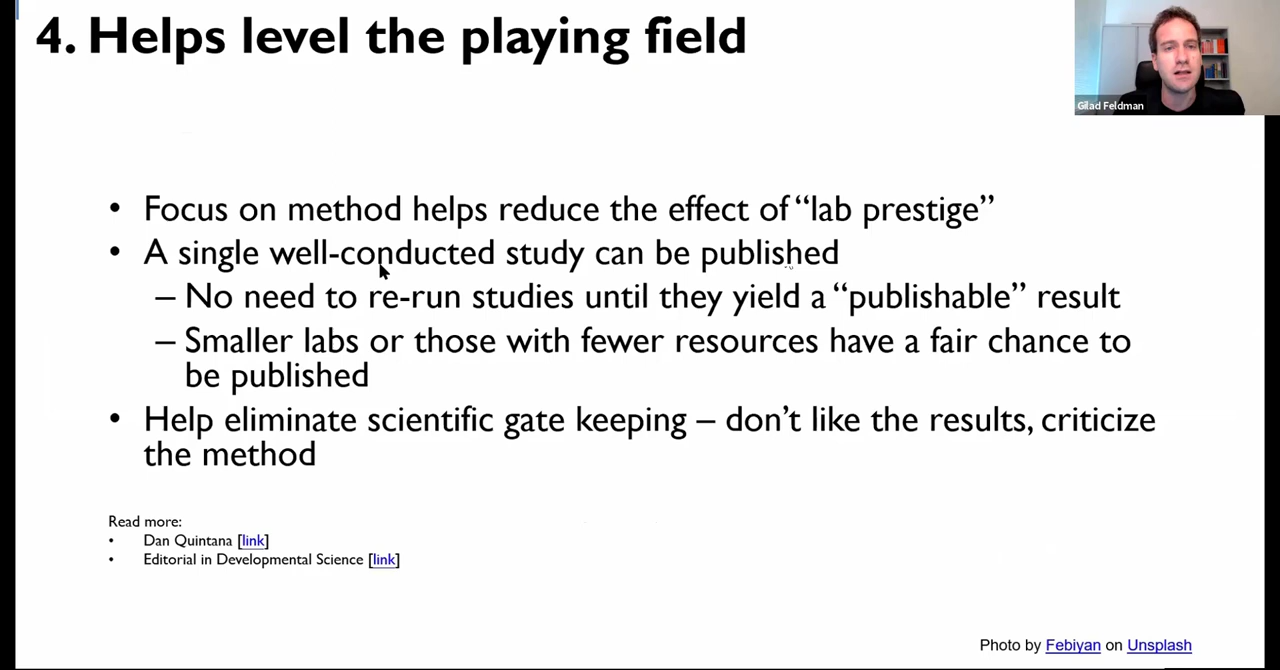 4. Helps level the playing field
Gilad Feldman
• Focus on method helps reduce the effect of “lab prestige”
• A single well-conducted study can be published
– No need to re-run studies until they yield a “publishable” result
– Smaller labs or those with fewer resources have a fair chance to
be published
• Help eliminate scientific gate keeping – don’t like the results, criticize
the method
Read more:
• Dan Quintana [link]
• Editorial in Developmental Science [link]
Photo by Febiyan on Unsplash